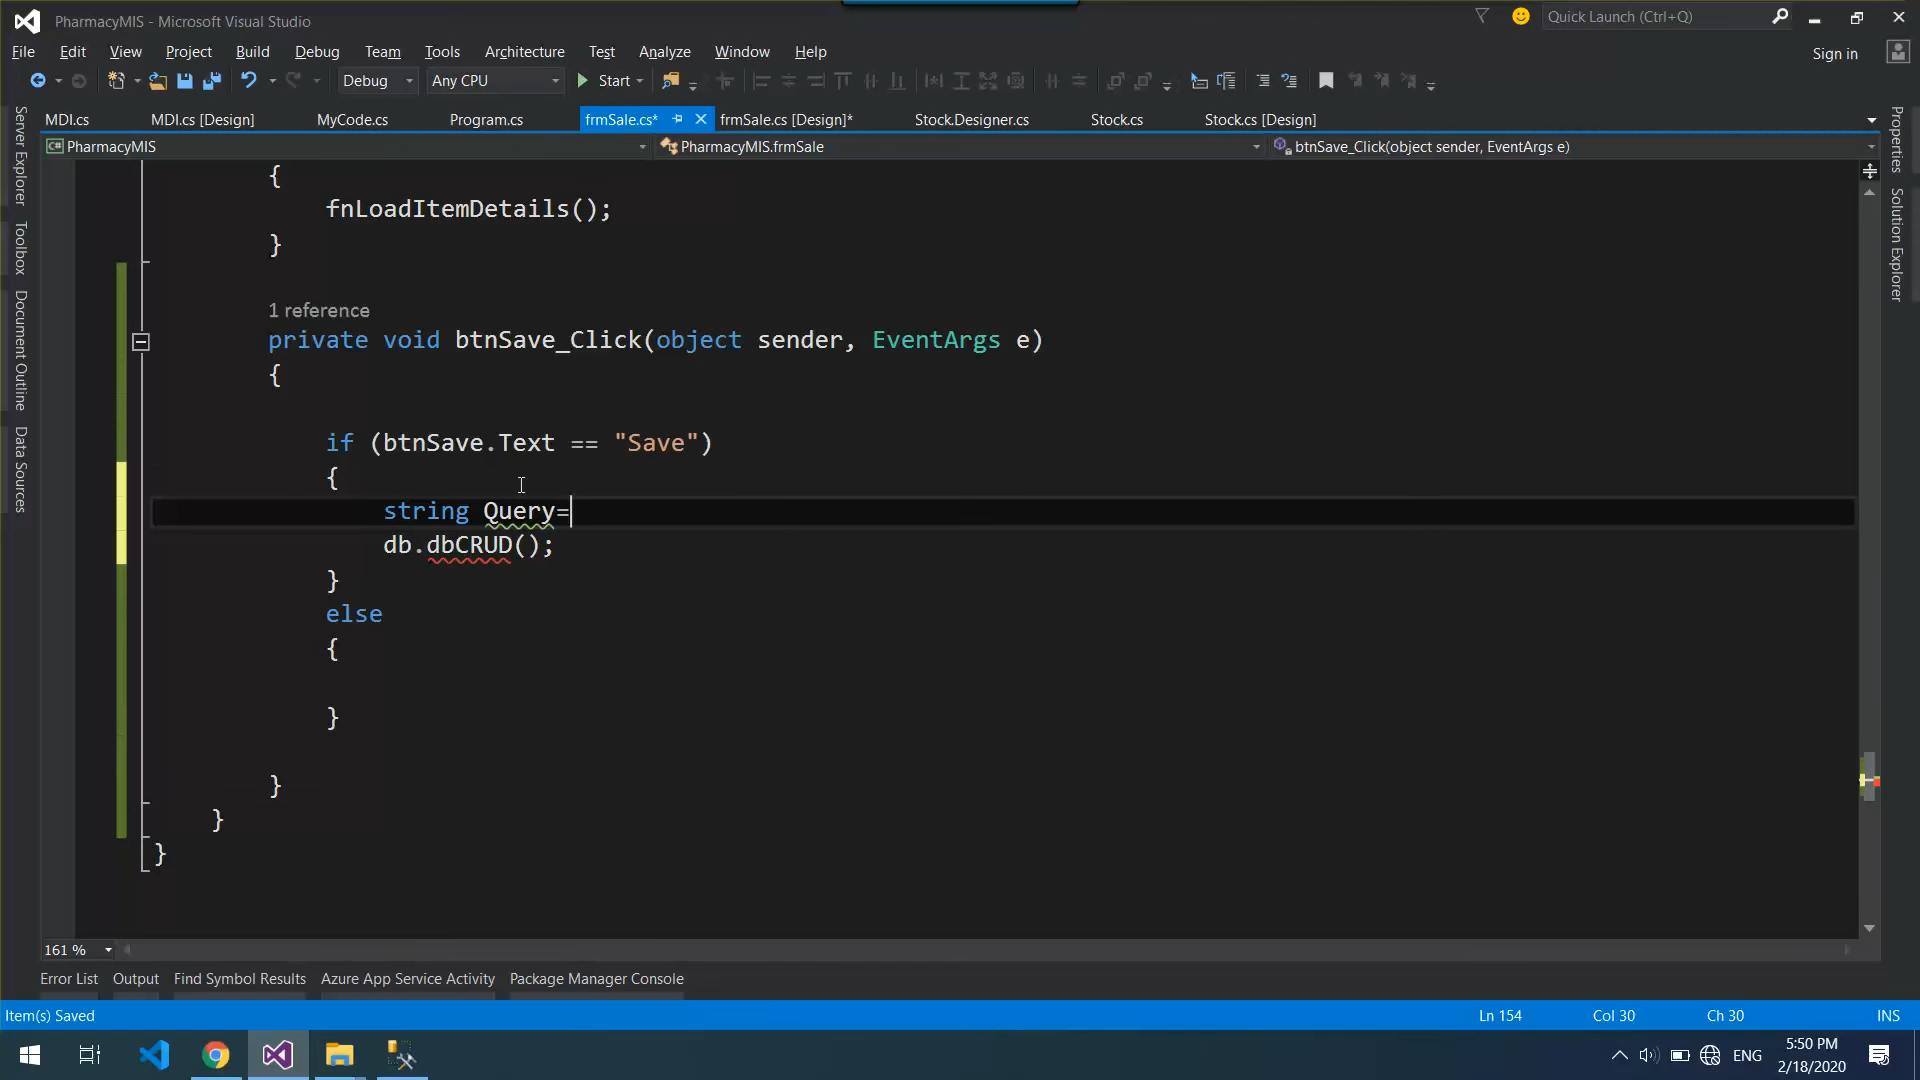 PharmacyMIS - Microsoft Visual Studio
Quick Launch (Ctrl+Q)
File Edit View Project Build Debug Team Tools Architecture Test Analyze Window Help
Sign in
Debug Any CPU Start
MDI.cs MDI.cs [Design] MyCode.cs Program.cs frmSale.cs* frmSale.cs [Design]* Stock.Designer.cs Stock.cs Stock.cs [Design]
C# PharmacyMIS PharmacyMIS.frmSale btnSave_Click(object sender, EventArgs e)
Server Explorer
Toolbox
Document Outline
Data Sources
Properties
Solution Explorer
{
fnLoadItemDetails();
}
1 reference
private void btnSave_Click(object sender, EventArgs e)
{
if (btnSave.Text == "Save")
{
string Query=
db.dbCRUD();
}
else
{
}
}
}
}
161 %
Error List Output Find Symbol Results Azure App Service Activity Package Manager Console
Item(s) Saved Ln 154 Col 30 Ch 30 INS
ENG
5:50 PM
2/18/2020